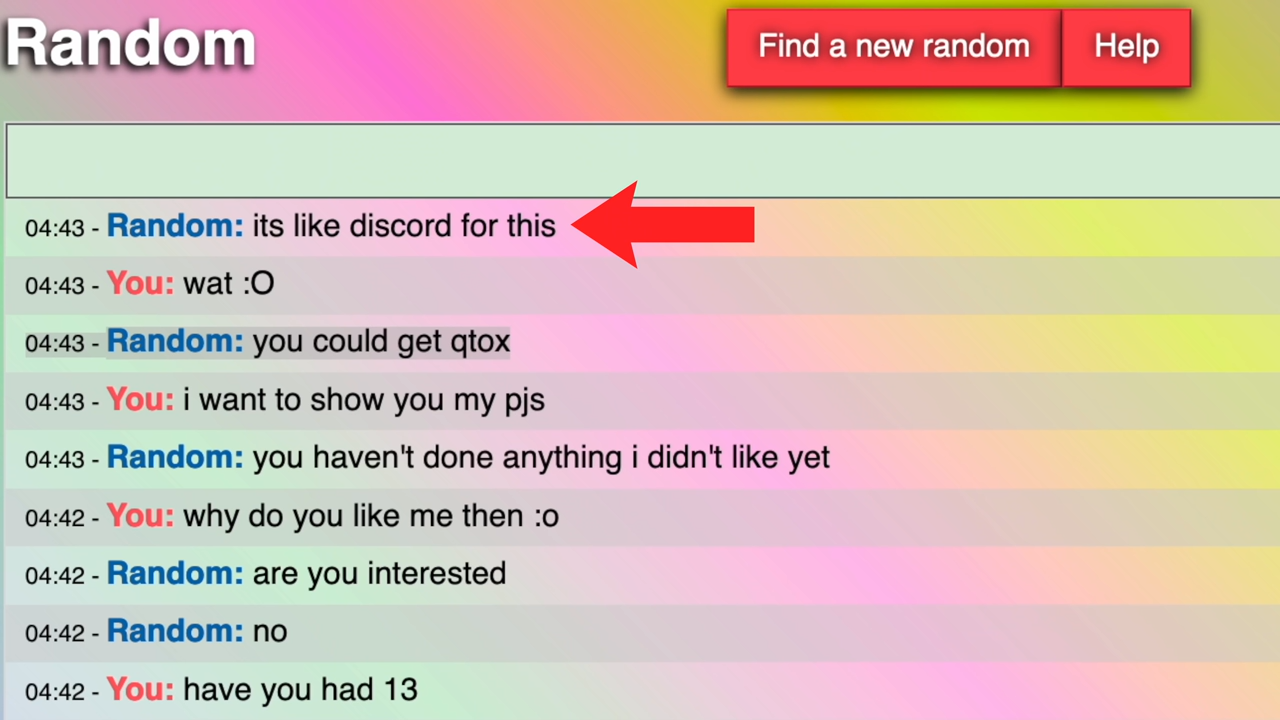 Random
Find a new random
Help
04:43 - Random: its like discord for this
04:43 - You: wat :O
04:43 - Random: you could get qtox
04:43 - You: i want to show you my pjs
04:43 - Random: you haven't done anything i didn't like yet
04:42 - You: why do you like me then :o
04:42 - Random: are you interested
04:42 - Random: no
04:42 - You: have you had 13